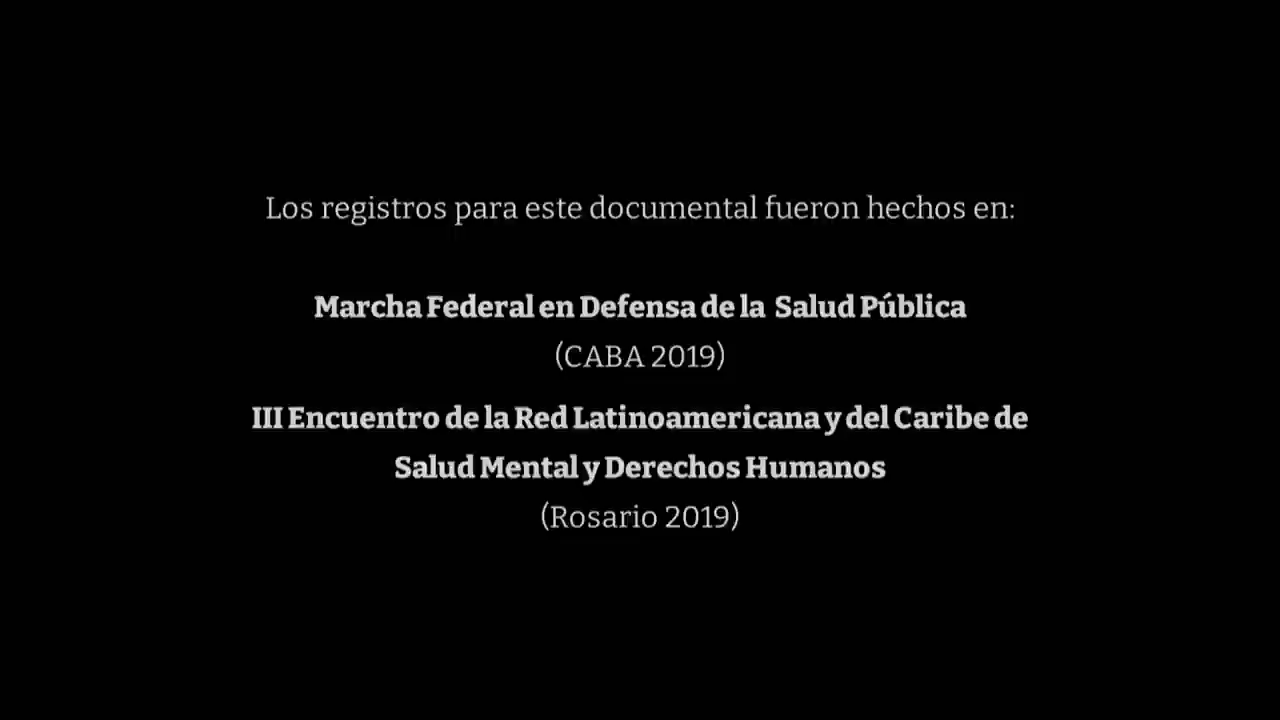 Los registros para este documental fueron hechos en:
Marcha Federal en Defensa de la Salud Pública
(CABA 2019)
III Encuentro de la Red Latinoamericana y del Caribe de
Salud Mental y Derechos Humanos
(Rosario 2019)